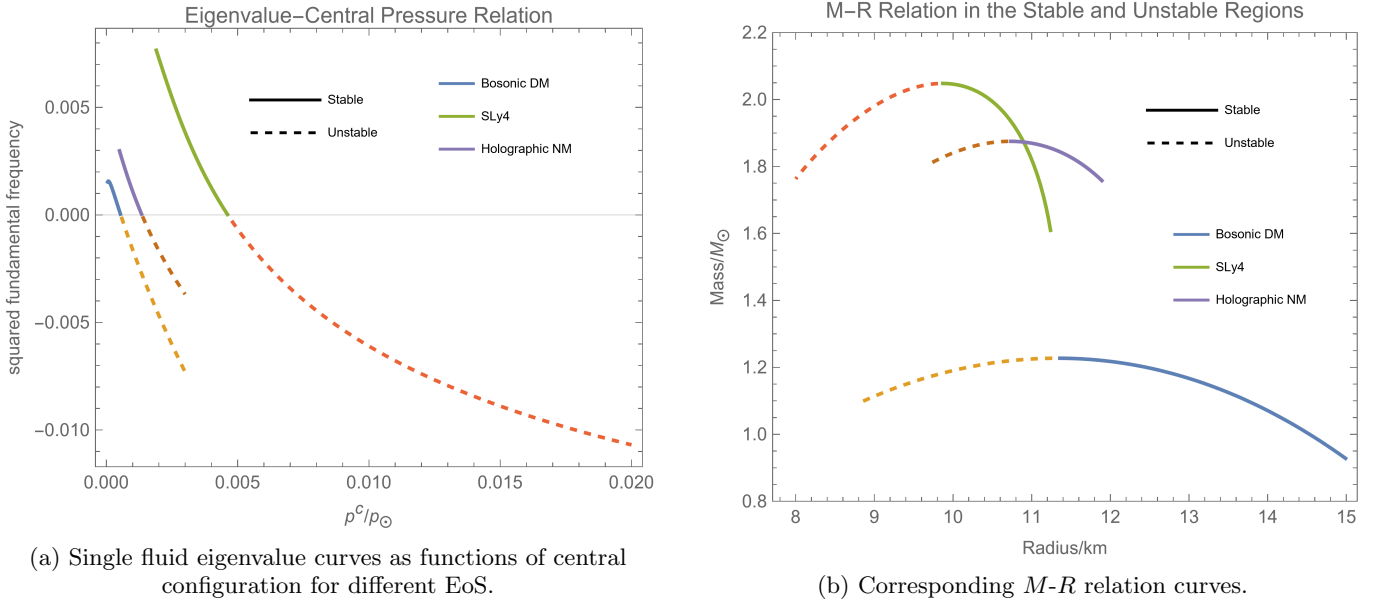 Eigenvalue–Central Pressure Relation
squared fundamental frequency
0.005
0.000
−0.005
−0.010
Stable
Unstable
Bosonic DM
SLy4
Holographic NM
0.000 0.005 0.010 0.015 0.020
p^c/p_⊙
(a) Single fluid eigenvalue curves as functions of central
configuration for different EoS.
M–R Relation in the Stable and Unstable Regions
Mass/M_⊙
2.2
2.0
1.8
1.6
1.4
1.2
1.0
0.8
Stable
Unstable
Bosonic DM
SLy4
Holographic NM
8 9 10 11 12 13 14 15
Radius/km
(b) Corresponding M-R relation curves.